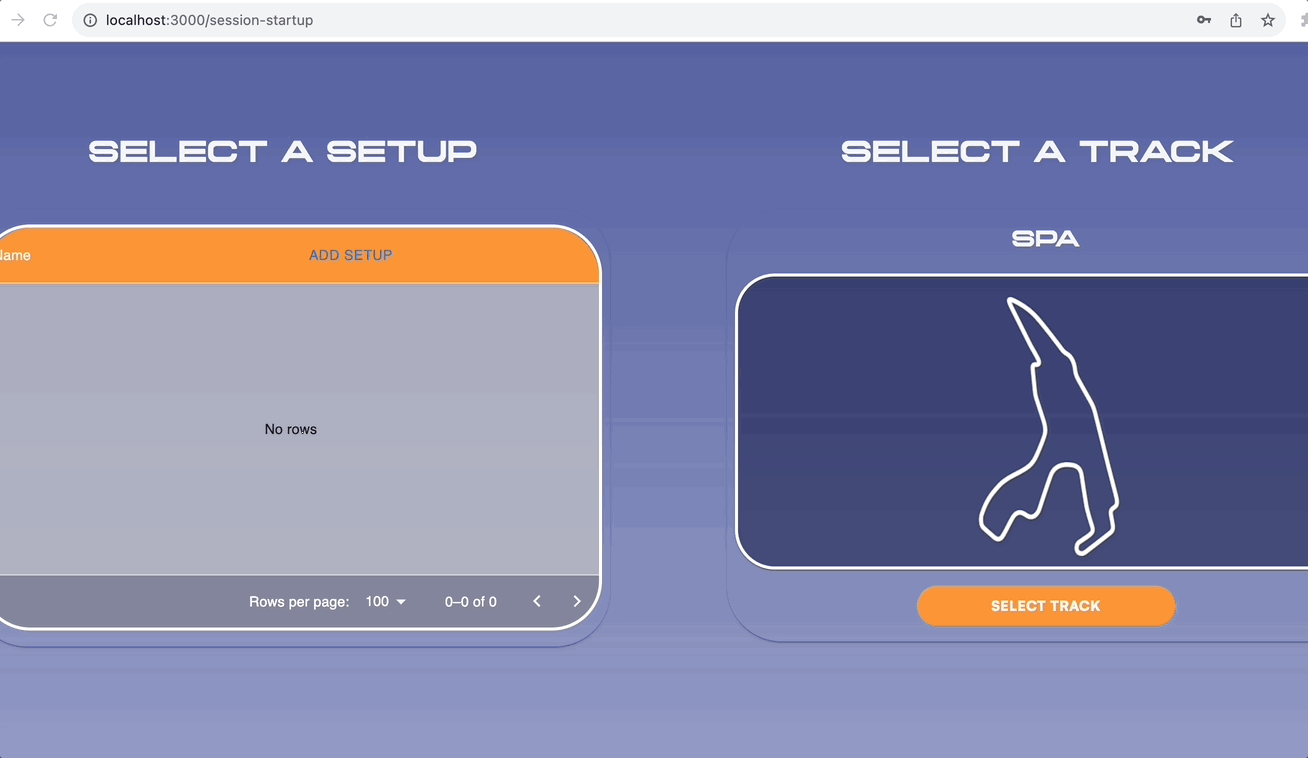 localhost:3000/session-startup
SELECT A SETUP
SELECT A TRACK
SPA
Name
ADD SETUP
No rows
Rows per page: 100 0–0 of 0
SELECT TRACK